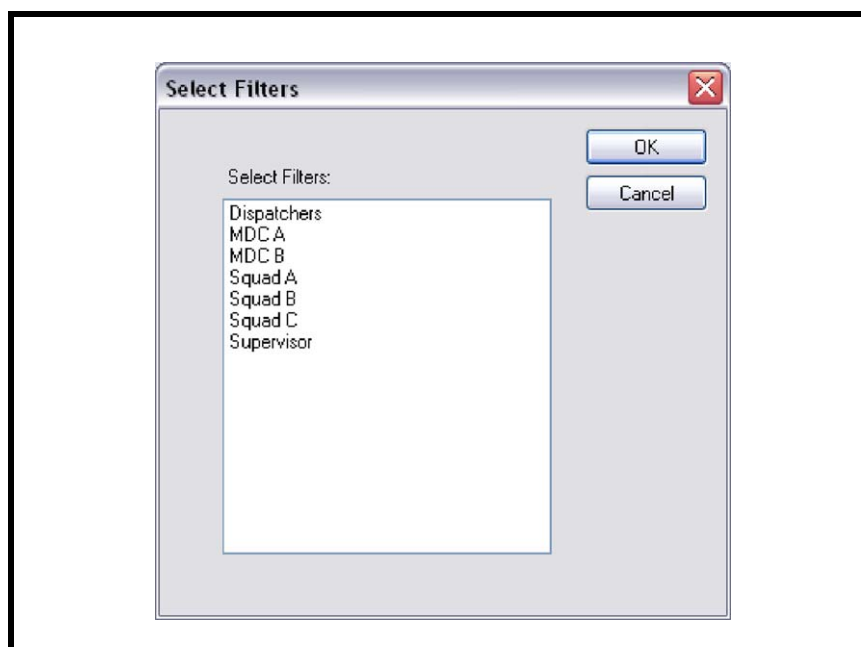 Select Filters
OK
Select Filters:
Cancel
Dispatchers
MDC A
MDC B
Squad A
Squad B
Squad C
Supervisor